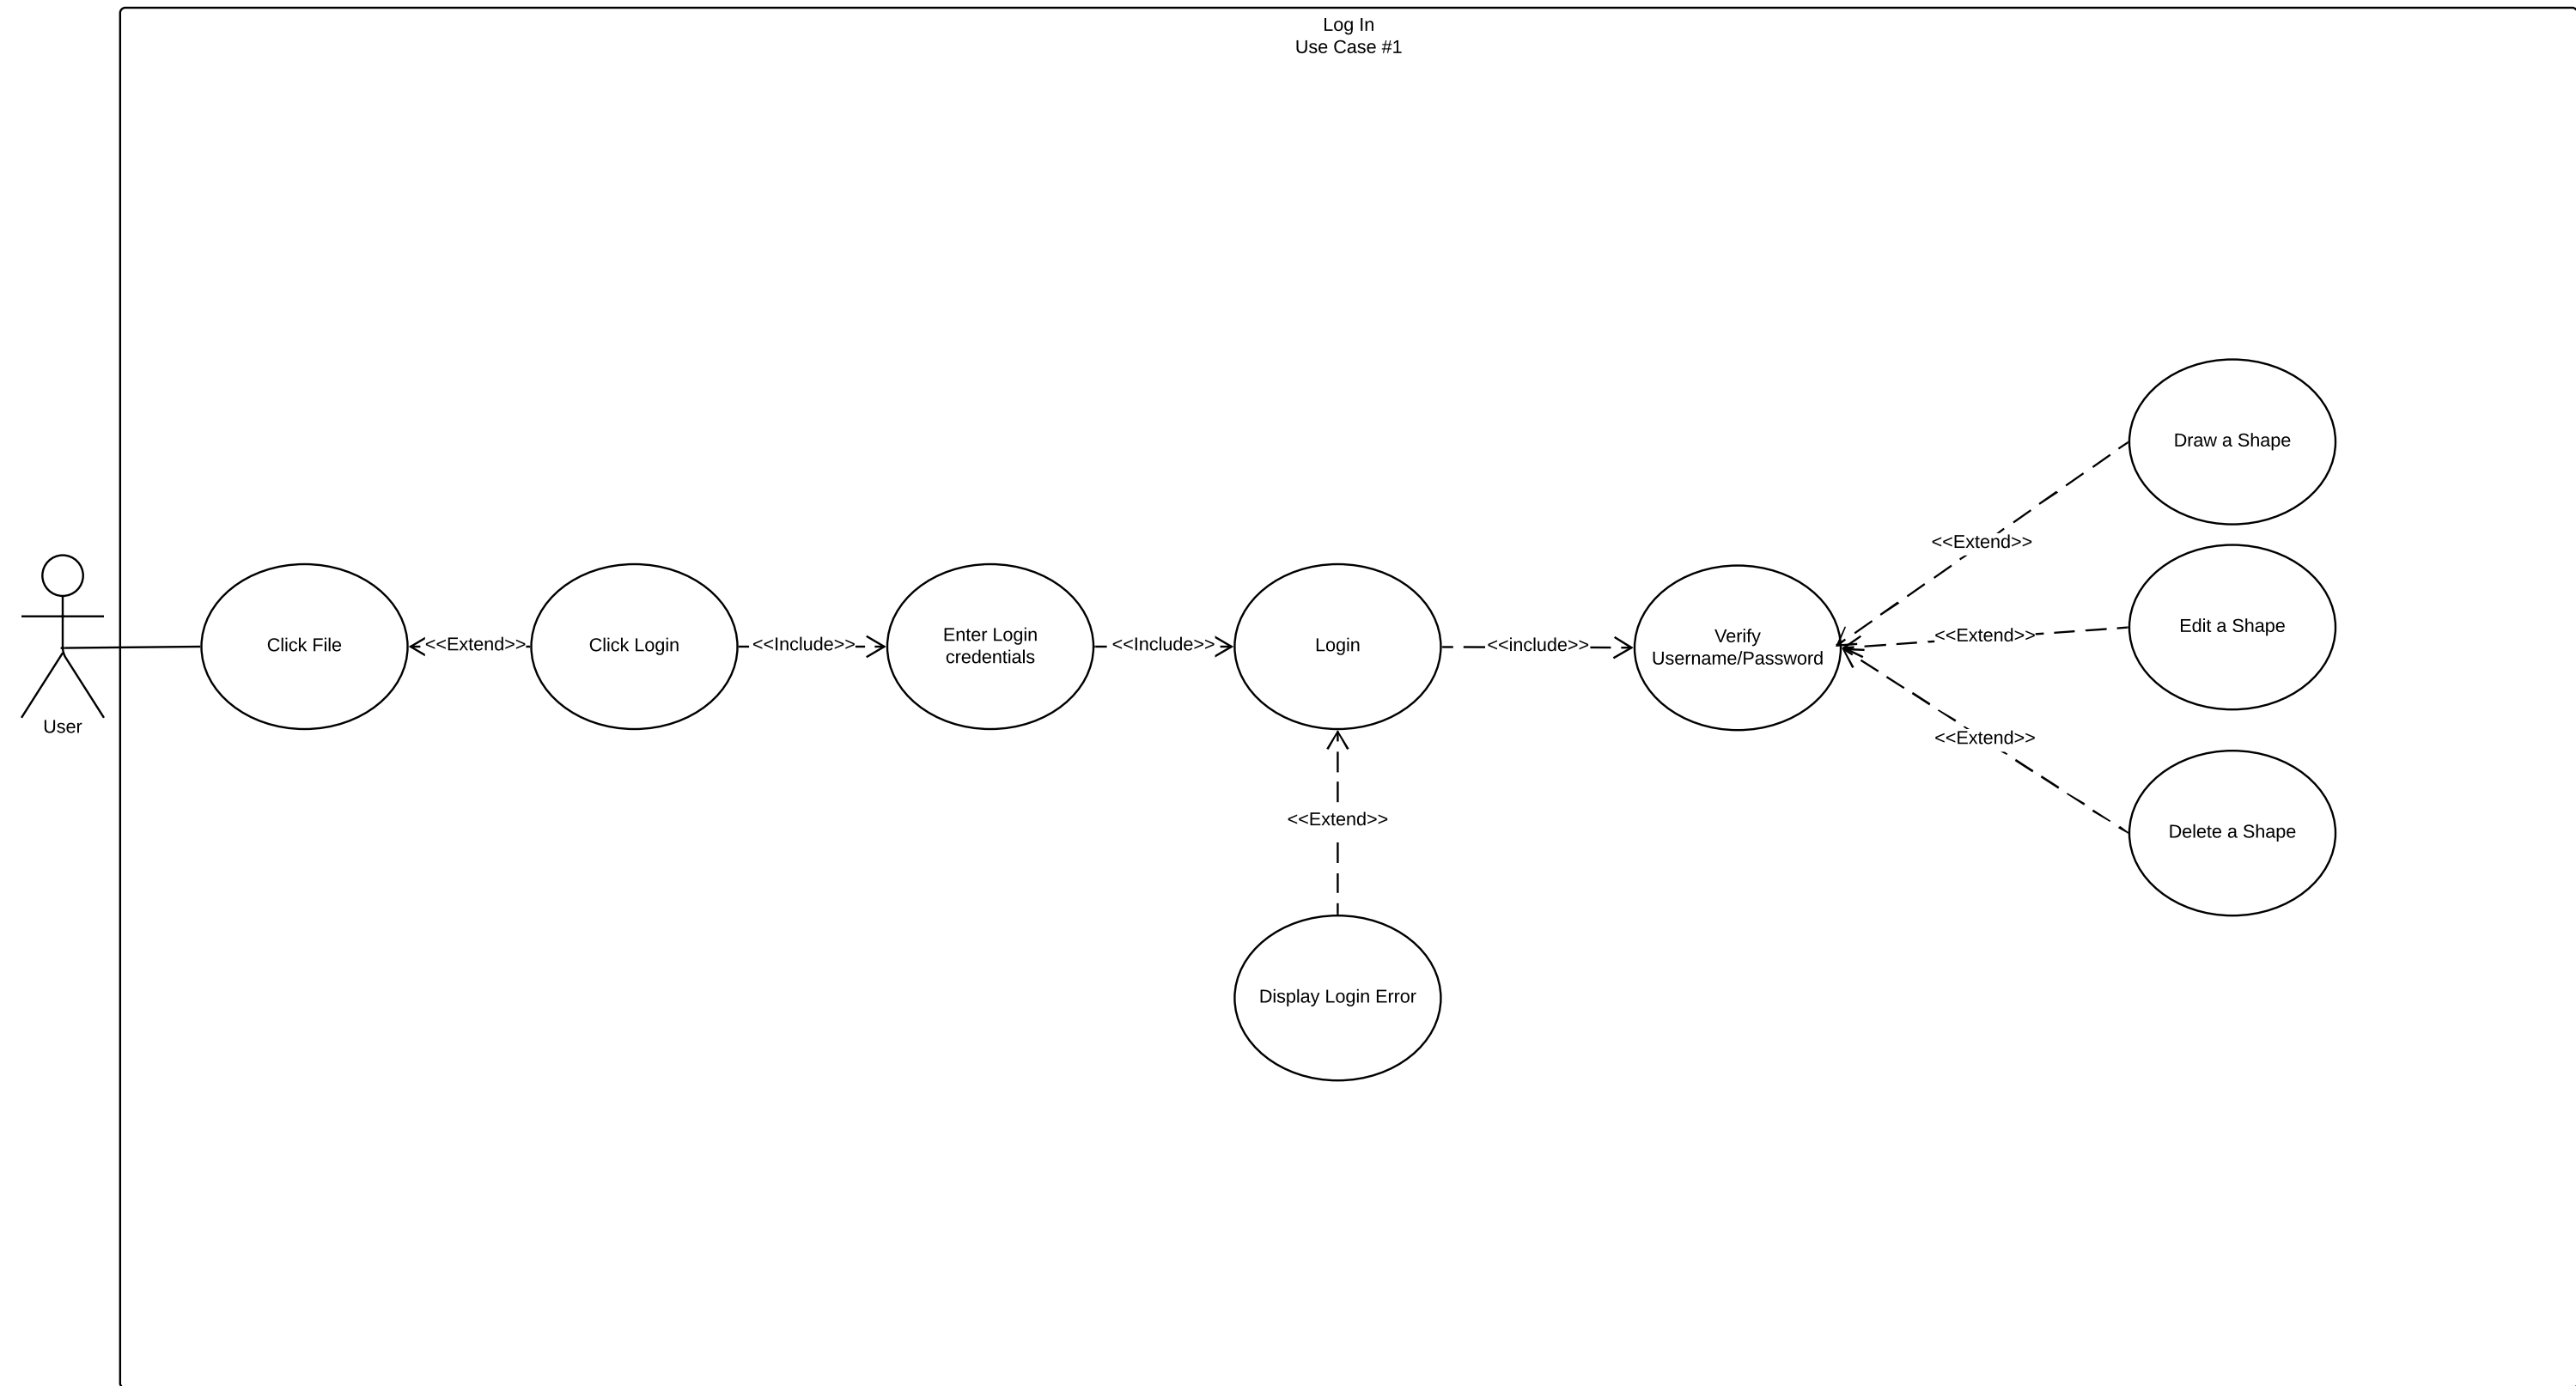 Log In
Use Case #1
Draw a Shape
<<Extend>>
Click File
<<Extend>>
Click Login
<<Include>>
Enter Login
credentials
<<Include>>
Login
<<include>>
Verify
Username/Password
<<Extend>>
Edit a Shape
User
<<Extend>>
<<Extend>>
Delete a Shape
Display Login Error